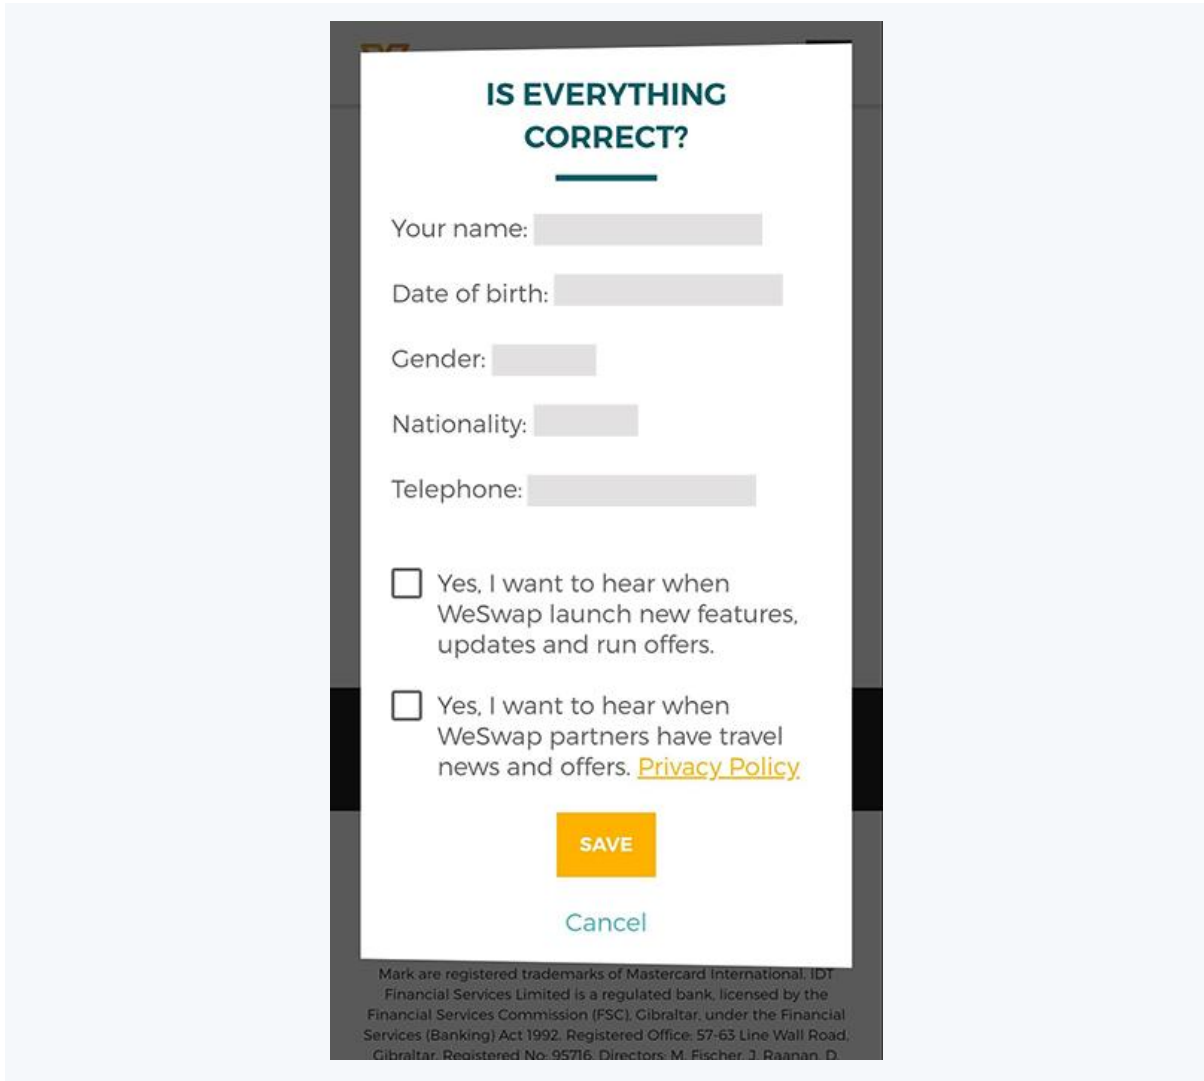 IS EVERYTHING
CORRECT?
Your name:
Date of birth:
Gender:
Nationality:
Telephone:
Yes, I want to hear when
WeSwap launch new features,
updates and run offers.
Yes, I want to hear when
WeSwap partners have travel
news and offers. Privacy Policy
SAVE
Cancel
Mark are registered trademarks of Mastercard International. IDT
Financial Services Limited is a regulated bank, licensed by the
Financial Services Commission (FSC), Gibraltar, under the Financial
Services (Banking) Act 1992. Registered Office: 57-63 Line Wall Road,
Gibraltar. Registered No: 95716. Directors: M. Fischer, J. Raanan, D.